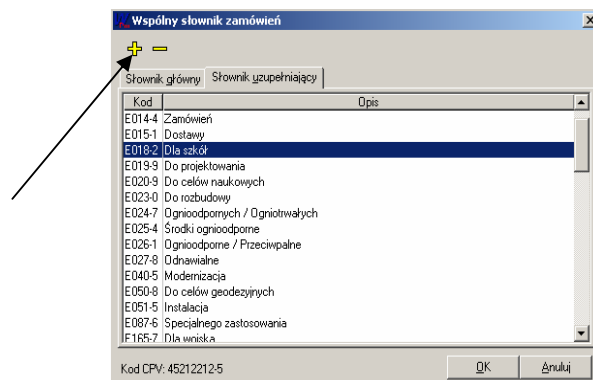 Wspólny słownik zamówień
Słownik główny Słownik uzupełniający
Kod Opis
E014-4 Zamówień
E015-1 Dostawy
E018-2 Dla szkół
E019-9 Do projektowania
E020-9 Do celów naukowych
E023-0 Do rozbudowy
E024-7 Ognioodpornych / Ogniotrwałych
E025-4 Środki ognioodporne
E026-1 Ognioodporne / Przeciwpalne
E027-8 Odnawialne
E040-5 Modernizacja
E050-8 Do celów geodezyjnych
E051-5 Instalacja
E087-6 Specjalnego zastosowania
E165-7 Dla wojska
Kod CPV: 45212212-5 OK Anuluj